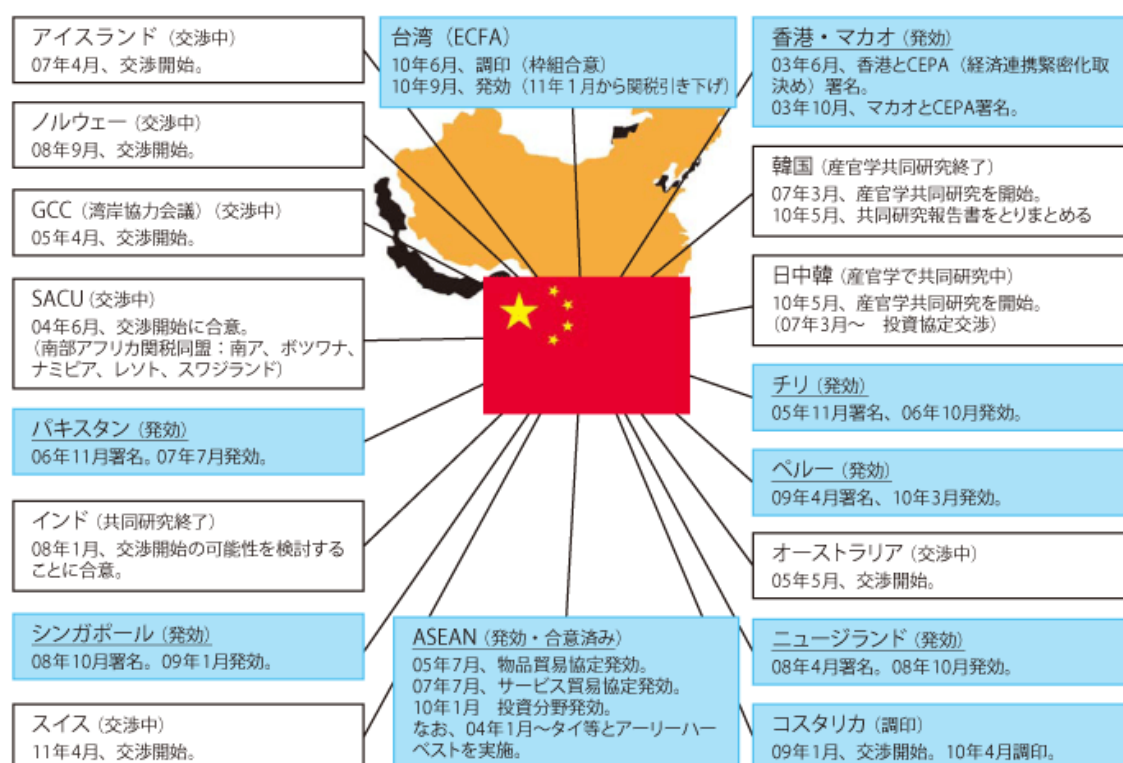 アイスランド（交渉中）
07年4月、交渉開始。
ノルウェー（交渉中）
08年9月、交渉開始。
GCC（湾岸協力会議）（交渉中）
05年4月、交渉開始。
SACU（交渉中）
04年6月、交渉開始に合意。
（南部アフリカ関税同盟：南ア、ボツワナ、
ナミビア、レソト、スワジランド）
パキスタン（発効）
06年11月署名。07年7月発効。
インド（共同研究終了）
08年1月、交渉開始の可能性を検討する
ことに合意。
シンガポール（発効）
08年10月署名。09年1月発効。
スイス（交渉中）
11年4月、交渉開始。
台湾（ECFA）
10年6月、調印（枠組合意）
10年9月、発効（11年1月から関税引き下げ）
ASEAN（発効・合意済み）
05年7月、物品貿易協定発効。
07年7月、サービス貿易協定発効。
10年1月　投資分野発効。
なお、04年1月～タイ等とアーリーハー
ベストを実施。
香港・マカオ（発効）
03年6月、香港とCEPA（経済連携緊密化取
決め）署名。
03年10月、マカオとCEPA署名。
韓国（産官学共同研究終了）
07年3月、産官学共同研究を開始。
10年5月、共同研究報告書をとりまとめる
日中韓（産官学で共同研究中）
10年5月、産官学共同研究を開始。
（07年3月～　投資協定交渉）
チリ（発効）
05年11月署名、06年10月発効。
ペルー（発効）
09年4月署名、10年3月発効。
オーストラリア（交渉中）
05年5月、交渉開始。
ニュージランド（発効）
08年4月署名。08年10月発効。
コスタリカ（調印）
09年1月、交渉開始。10年4月調印。